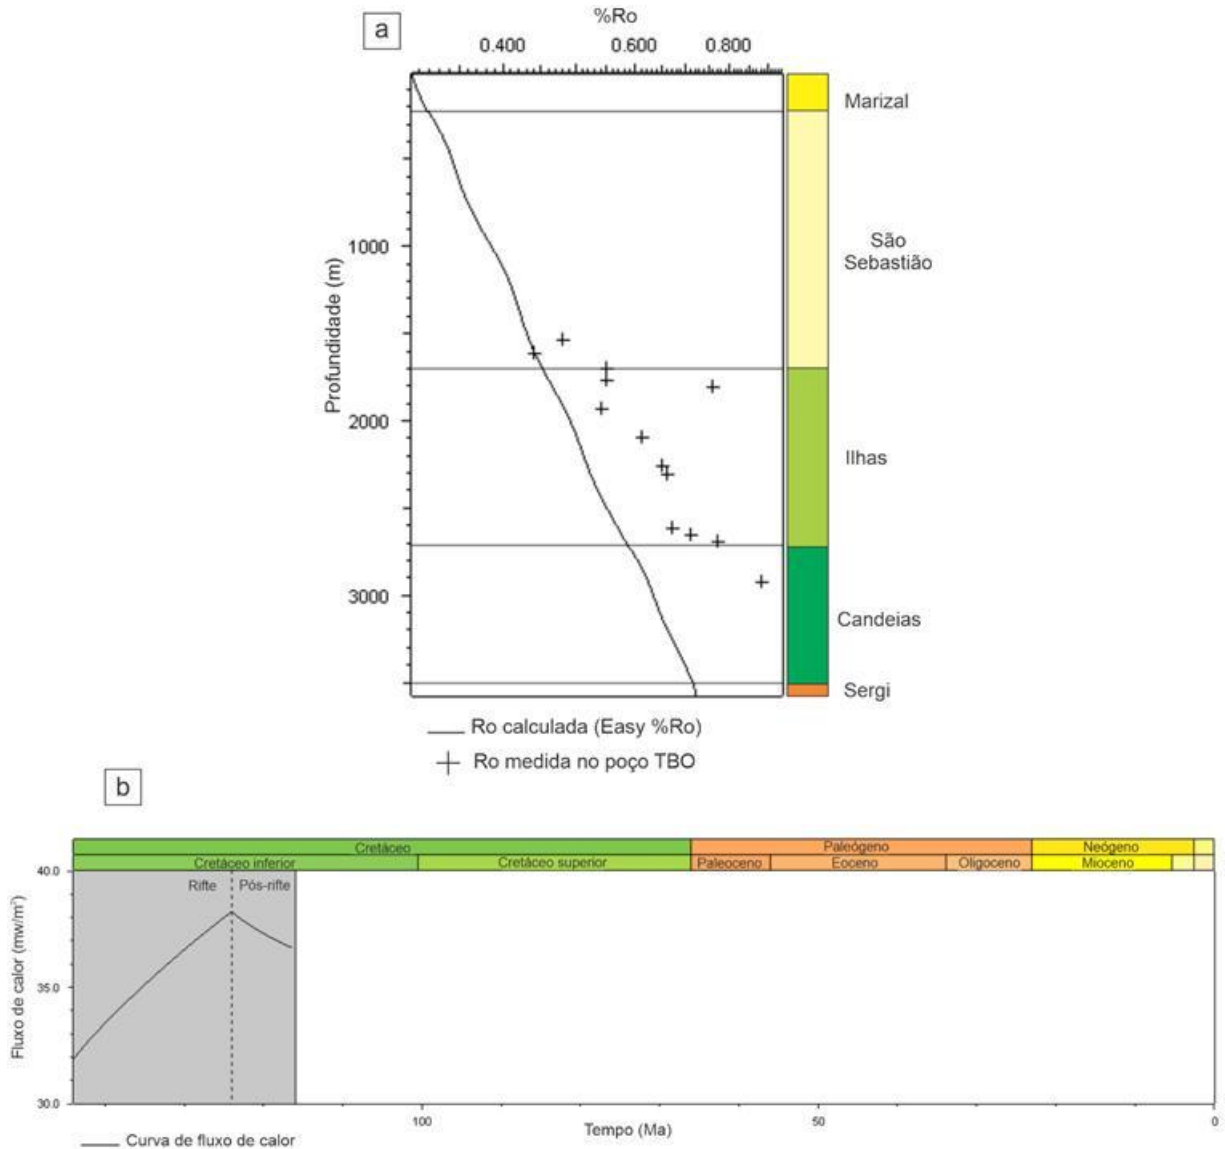 a
%Ro
0.400 0.600 0.800
Profundidade (m)
1000
2000
3000
Marizal
São
Sebastião
Ilhas
Candeias
Sergi
Ro calculada (Easy %Ro)
Ro medida no poço TBO
b
Cretáceo Paleógeno Neógeno
Cretáceo inferior Cretáceo superior Paleoceno Eoceno Oligoceno Mioceno
Fluxo de calor (mw/m²)
40.0
35.0
30.0
Rifte Pós-rifte
100 50 0
Tempo (Ma)
Curva de fluxo de calor